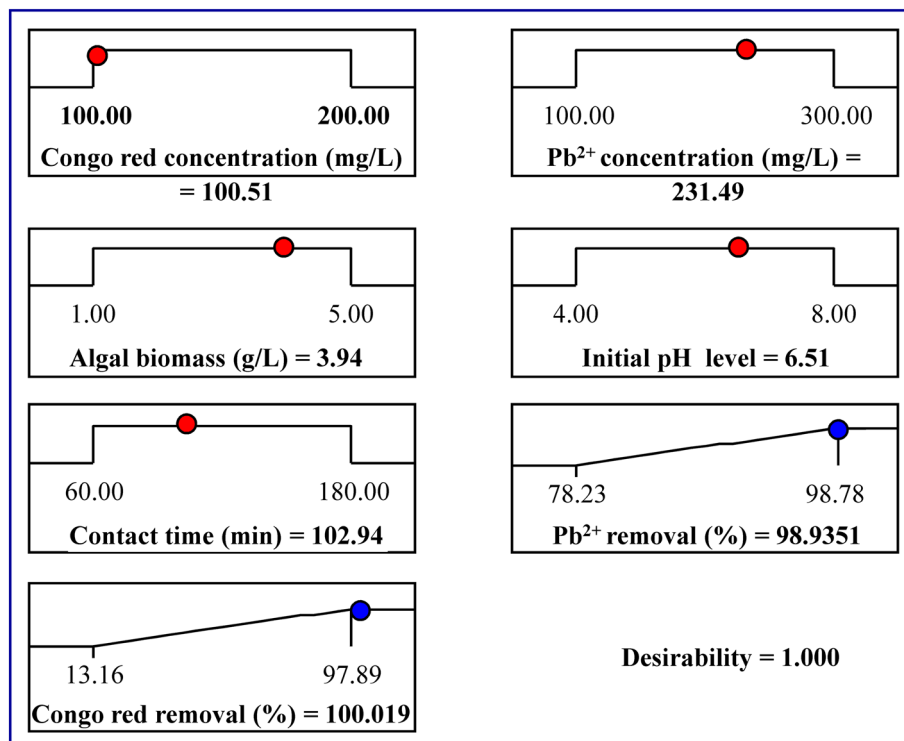 100.00 200.00
Congo red concentration (mg/L)
= 100.51
100.00 300.00
Pb²⁺ concentration (mg/L) =
231.49
1.00 5.00
Algal biomass (g/L) = 3.94
4.00 8.00
Initial pH level = 6.51
60.00 180.00
Contact time (min) = 102.94
78.23 98.78
Pb²⁺ removal (%) = 98.9351
13.16 97.89
Congo red removal (%) = 100.019
Desirability = 1.000